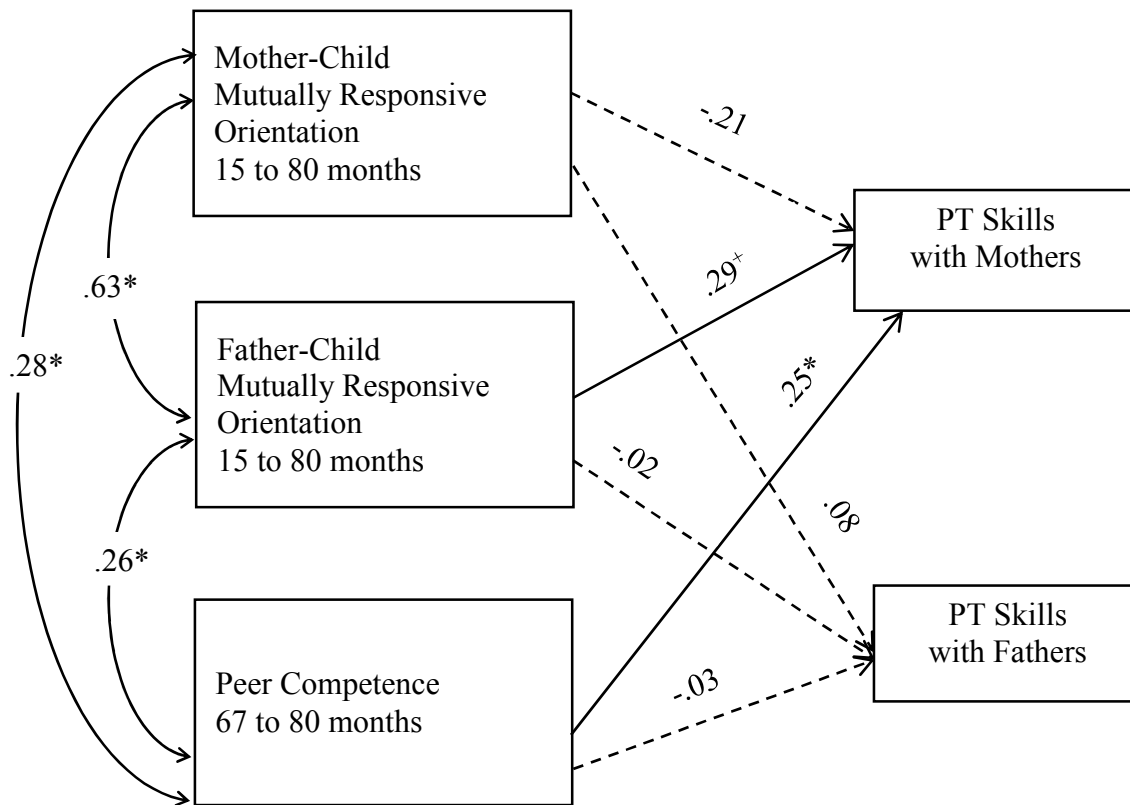 Mother-Child
Mutually Responsive
Orientation
15 to 80 months
-.21
PT Skills
with Mothers
.63*
.29+
.28*
Father-Child
Mutually Responsive
Orientation
15 to 80 months
.25*
-.02
.08
.26*
PT Skills
with Fathers
Peer Competence
67 to 80 months
-.03